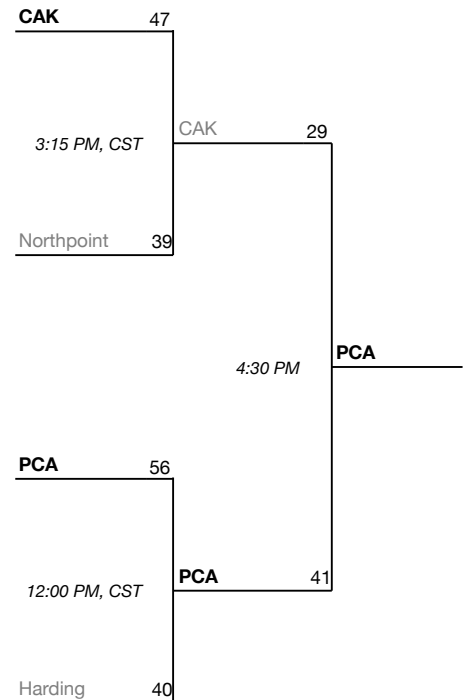 CAK 47
CAK 29
3:15 PM, CST
Northpoint 39
PCA
4:30 PM
PCA 56
PCA 41
12:00 PM, CST
Harding 40